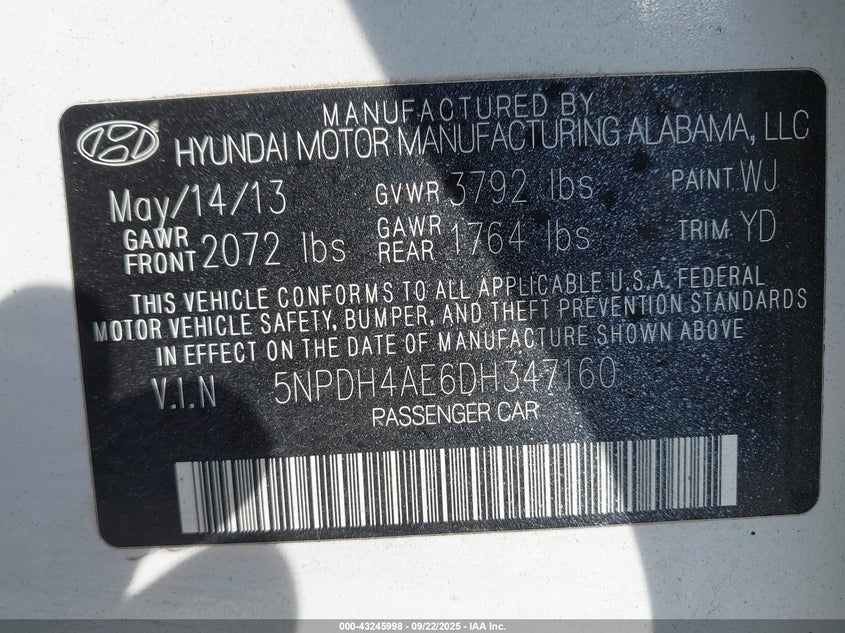 MANUFACTURED BY
HYUNDAI MOTOR MANUFACTURING ALABAMA, LLC
May/14/13 GVWR 3792 lbs PAINT WJ
GAWR FRONT 2072 lbs GAWR REAR 1764 lbs TRIM YD
THIS VEHICLE CONFORMS TO ALL APPLICABLE U.S.A. FEDERAL
MOTOR VEHICLE SAFETY, BUMPER, AND THEFT PREVENTION STANDARDS
IN EFFECT ON THE DATE OF MANUFACTURE SHOWN ABOVE
V.I.N 5NPDH4AE6DH347160
PASSENGER CAR
000-43245998 - 09/22/2025 - IAA Inc.